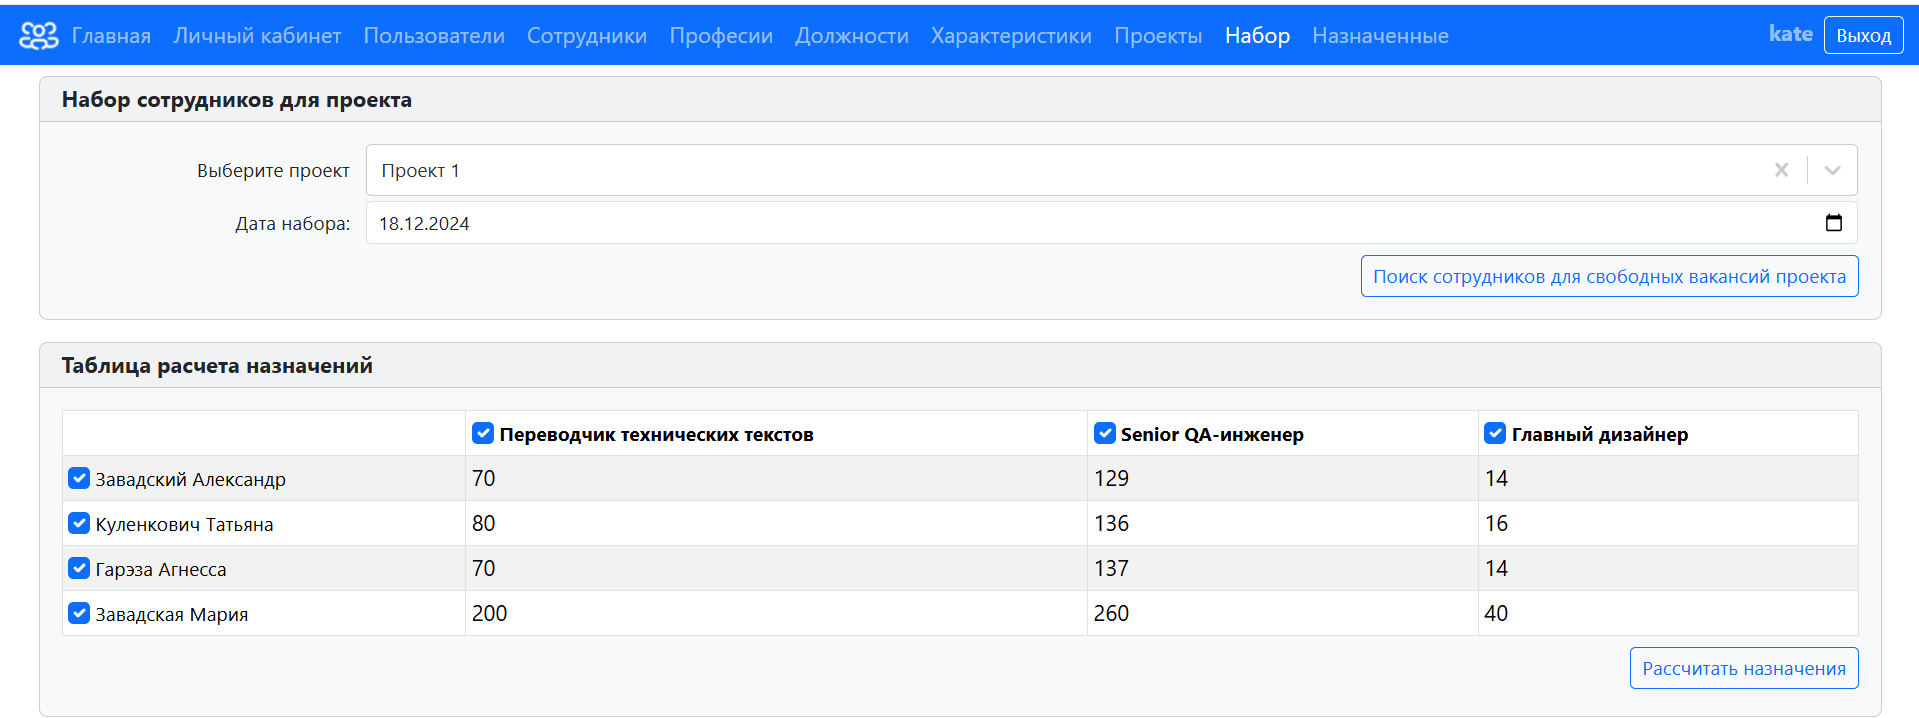 Главная Личный кабинет Пользователи Сотрудники Професии Должности Характеристики Проекты Набор Назначенные kate Выход
Набор сотрудников для проекта
Выберите проект Проект 1
Дата набора: 18.12.2024
Поиск сотрудников для свободных вакансий проекта
Таблица расчета назначений
Переводчик технических текстов Senior QA-инженер Главный дизайнер
Завадский Александр 70 129 14
Куленкович Татьяна 80 136 16
Гарэза Агнесса 70 137 14
Завадская Мария 200 260 40
Рассчитать назначения